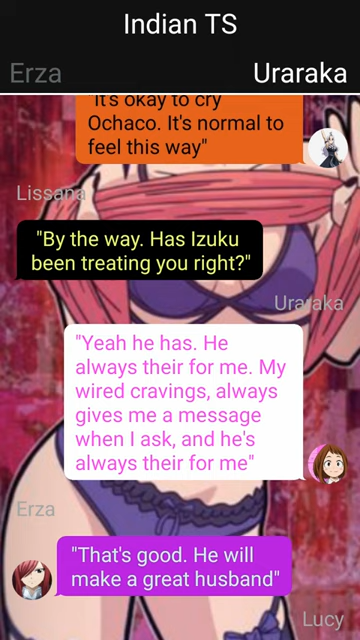 Indian TS
Erza
Uraraka
"It's okay to cry
Ochaco. It's normal to
feel this way"
Lissana
"By the way. Has Izuku
been treating you right?"
Uraraka
"Yeah he has. He
always their for me. My
wired cravings, always
gives me a message
when I ask, and he's
always their for me"
Erza
"That's good. He will
make a great husband"
Lucy